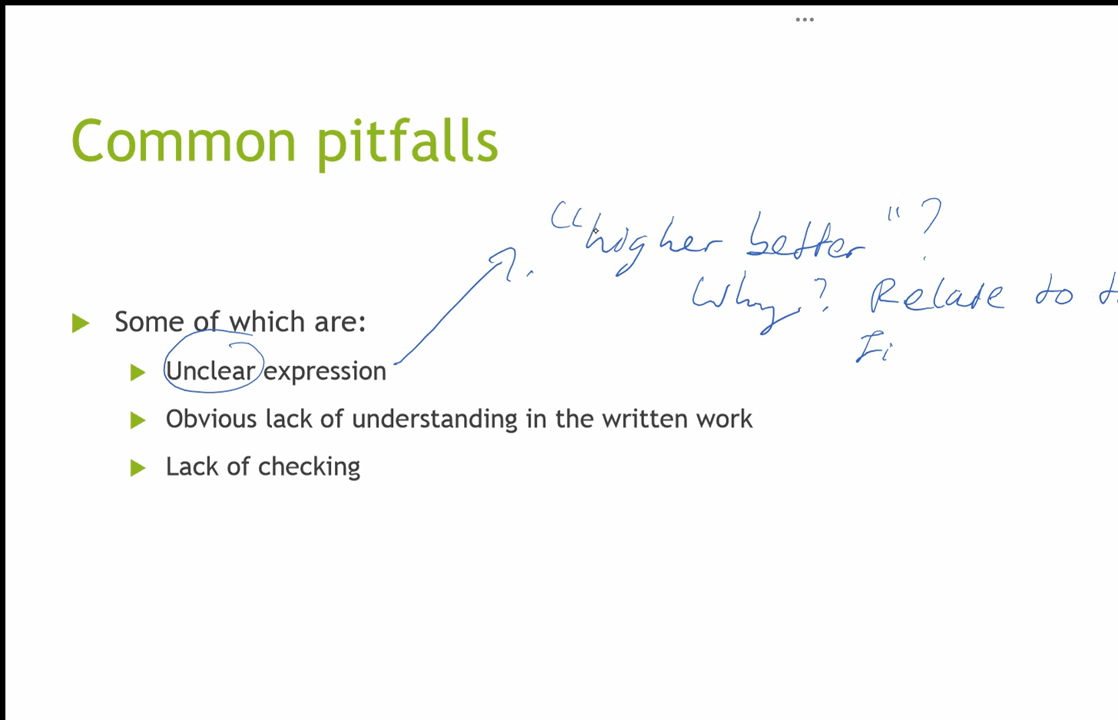 Common pitfalls
"higher better"?
Why? Relate to
Some of which are:
Unclear expression
Obvious lack of understanding in the written work
Lack of checking